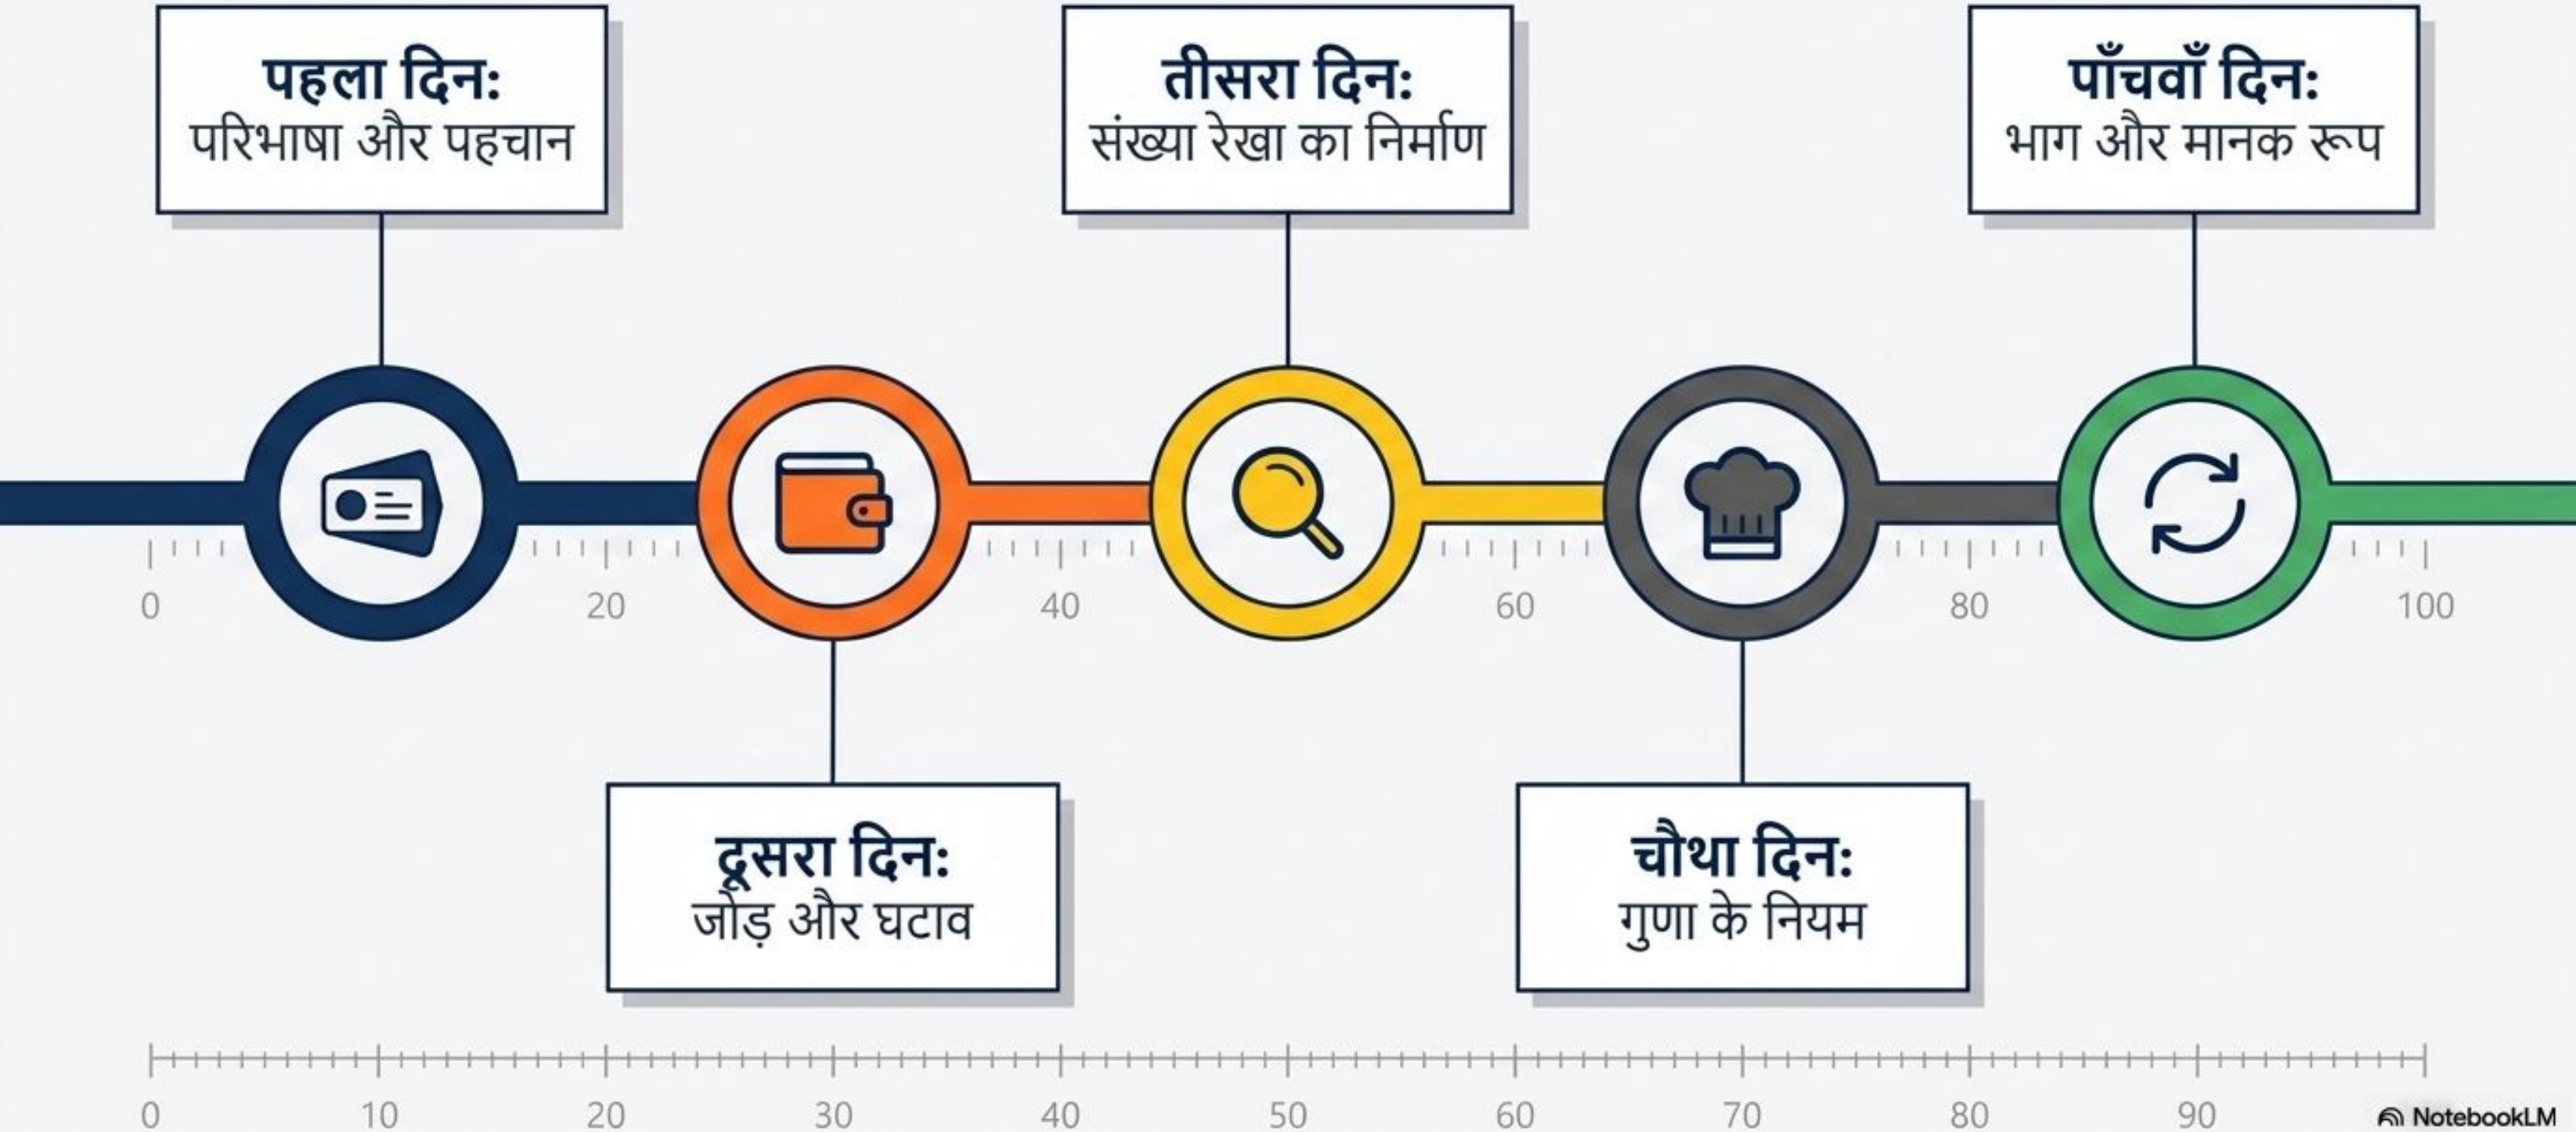 पहला दिन:
परिभाषा और पहचान
तीसरा दिन:
संख्या रेखा का निर्माण
पाँचवाँ दिन:
भाग और मानक रूप
0
20
40
60
80
100
दूसरा दिन:
जोड़ और घटाव
चौथा दिन:
गुणा के नियम
0 10 20 30 40 50 60 70 80 90
NotebookLM